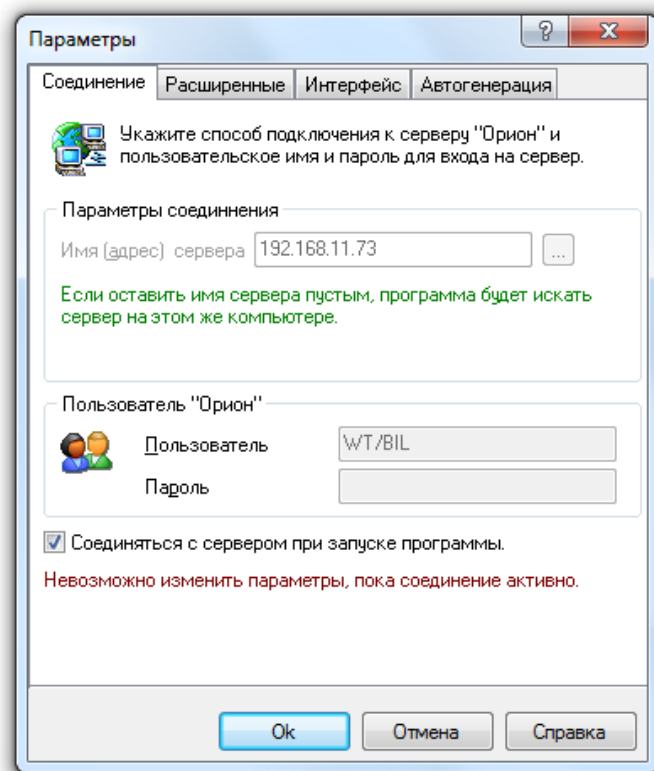 Параметры
Соединение Расширенные Интерфейс Автогенерация
Укажите способ подключения к серверу "Орион" и
пользовательское имя и пароль для входа на сервер.
Параметры соединнения
Имя (адрес) сервера 192.168.11.73 ...
Если оставить имя сервера пустым, программа будет искать
сервер на этом же компьютере.
Пользователь "Орион"
Пользователь WT/BIL
Пароль
Соединяться с сервером при запуске программы.
Невозможно изменить параметры, пока соединение активно.
Ok Отмена Справка